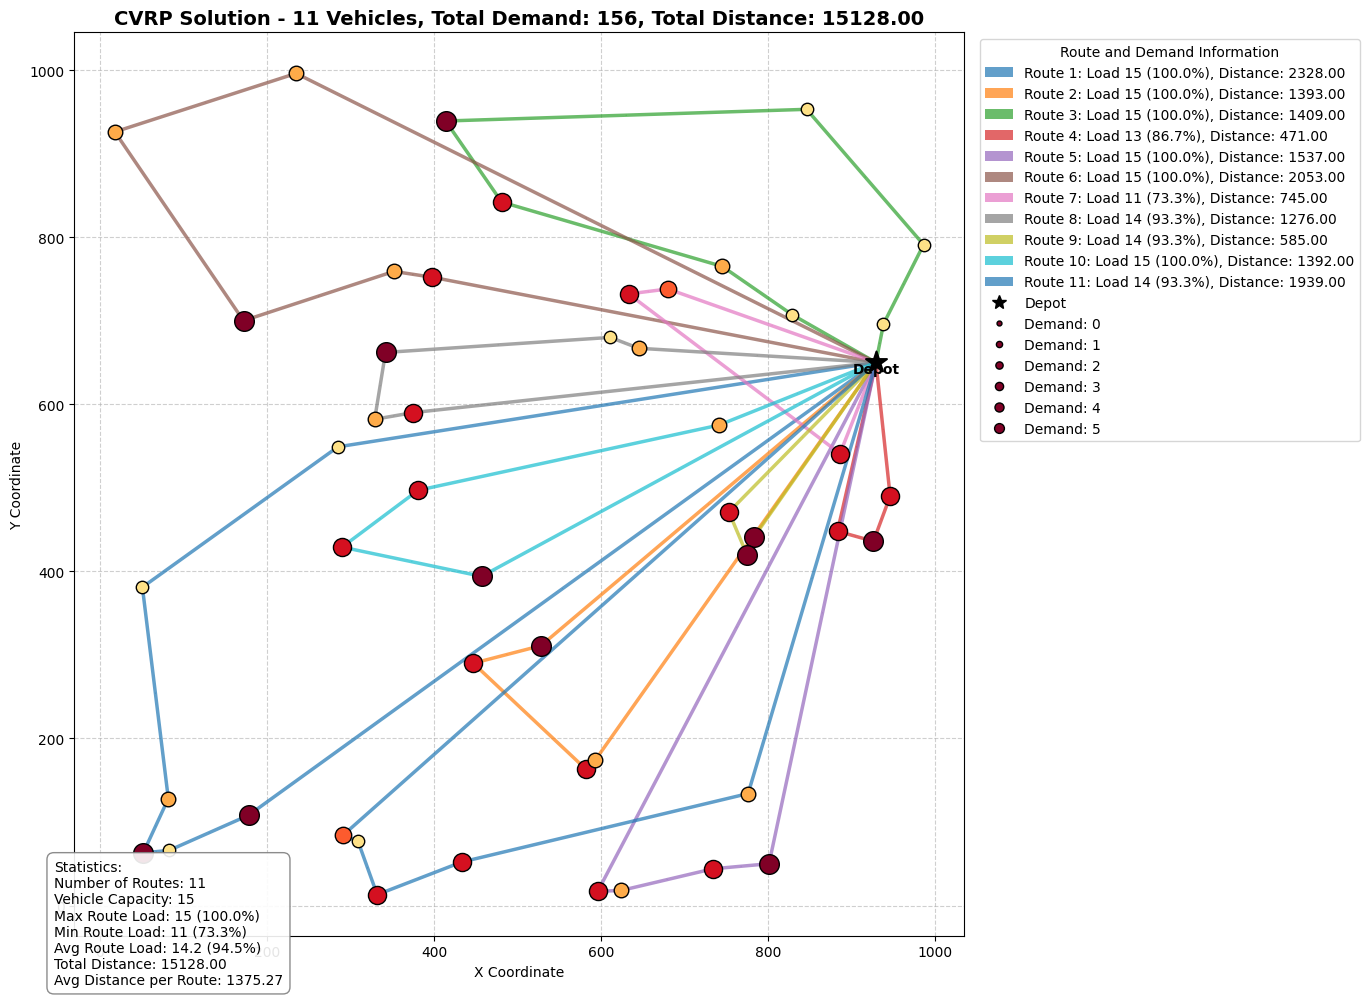 CVRP Solution - 11 Vehicles, Total Demand: 156, Total Distance: 15128.00
Route and Demand Information
Route 1: Load 15 (100.0%), Distance: 2328.00
Route 2: Load 15 (100.0%), Distance: 1393.00
Route 3: Load 15 (100.0%), Distance: 1409.00
Route 4: Load 13 (86.7%), Distance: 471.00
Route 5: Load 15 (100.0%), Distance: 1537.00
Route 6: Load 15 (100.0%), Distance: 2053.00
Route 7: Load 11 (73.3%), Distance: 745.00
Route 8: Load 14 (93.3%), Distance: 1276.00
Route 9: Load 14 (93.3%), Distance: 585.00
Route 10: Load 15 (100.0%), Distance: 1392.00
Route 11: Load 14 (93.3%), Distance: 1939.00
Depot
Demand: 0
Demand: 1
Demand: 2
Demand: 3
Demand: 4
Demand: 5
1000
800
600
400
200
Y Coordinate
Depot
Statistics:
Number of Routes: 11
Vehicle Capacity: 15
Max Route Load: 15 (100.0%)
Min Route Load: 11 (73.3%)
Avg Route Load: 14.2 (94.5%)
Total Distance: 15128.00
Avg Distance per Route: 1375.27
200
400
600
800
1000
X Coordinate